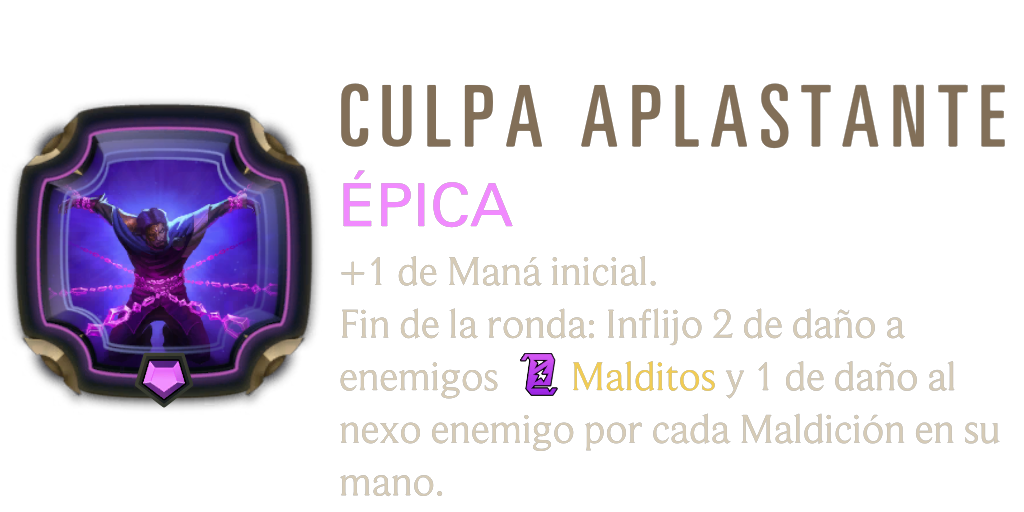 CULPA APLASTANTE
ÉPICA
+1 de Maná inicial.
Fin de la ronda: Inflijo 2 de daño a
enemigos Malditos y 1 de daño al
nexo enemigo por cada Maldición en su
mano.